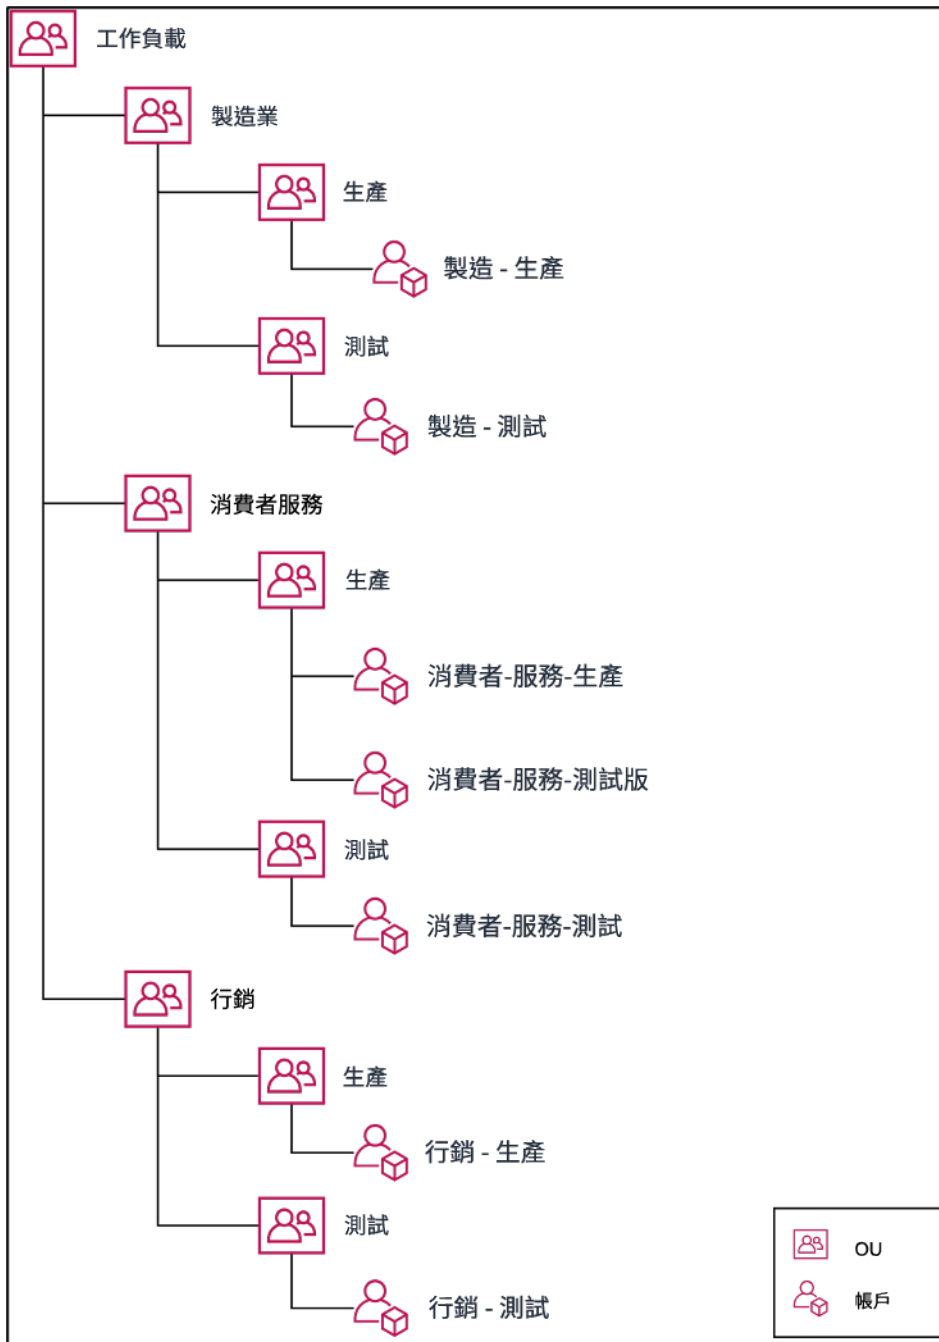 工作負載
製造業
生產
製造 - 生產
測試
製造 - 測試
消費者服務
生產
消費者-服務-生產
消費者-服務-測試版
測試
消費者-服務-測試
行銷
生產
行銷 - 生產
測試
行銷 - 測試
OU
帳戶